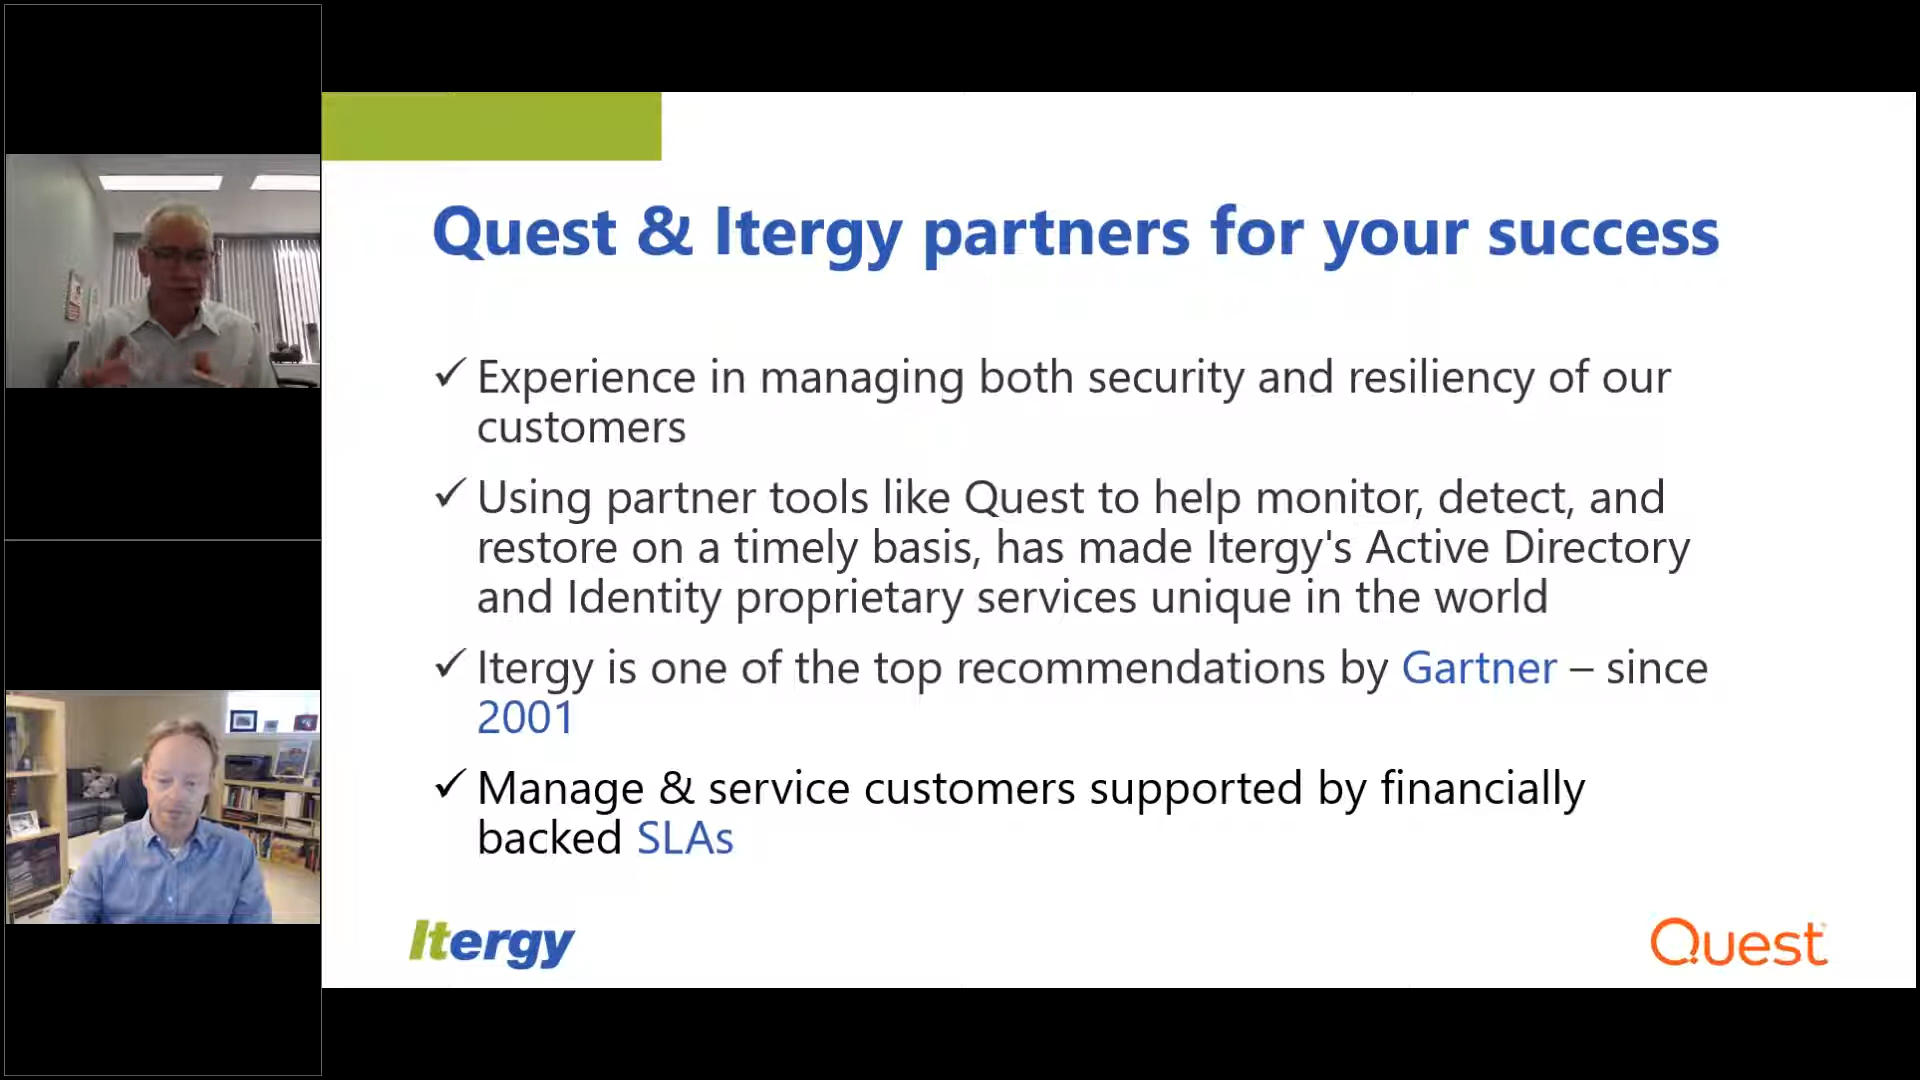 Quest & Itergy partners for your success
✓ Experience in managing both security and resiliency of our
customers
✓ Using partner tools like Quest to help monitor, detect, and
restore on a timely basis, has made Itergy's Active Directory
and Identity proprietary services unique in the world
✓ Itergy is one of the top recommendations by Gartner – since
2001
✓ Manage & service customers supported by financially
backed SLAs
Itergy
Quest